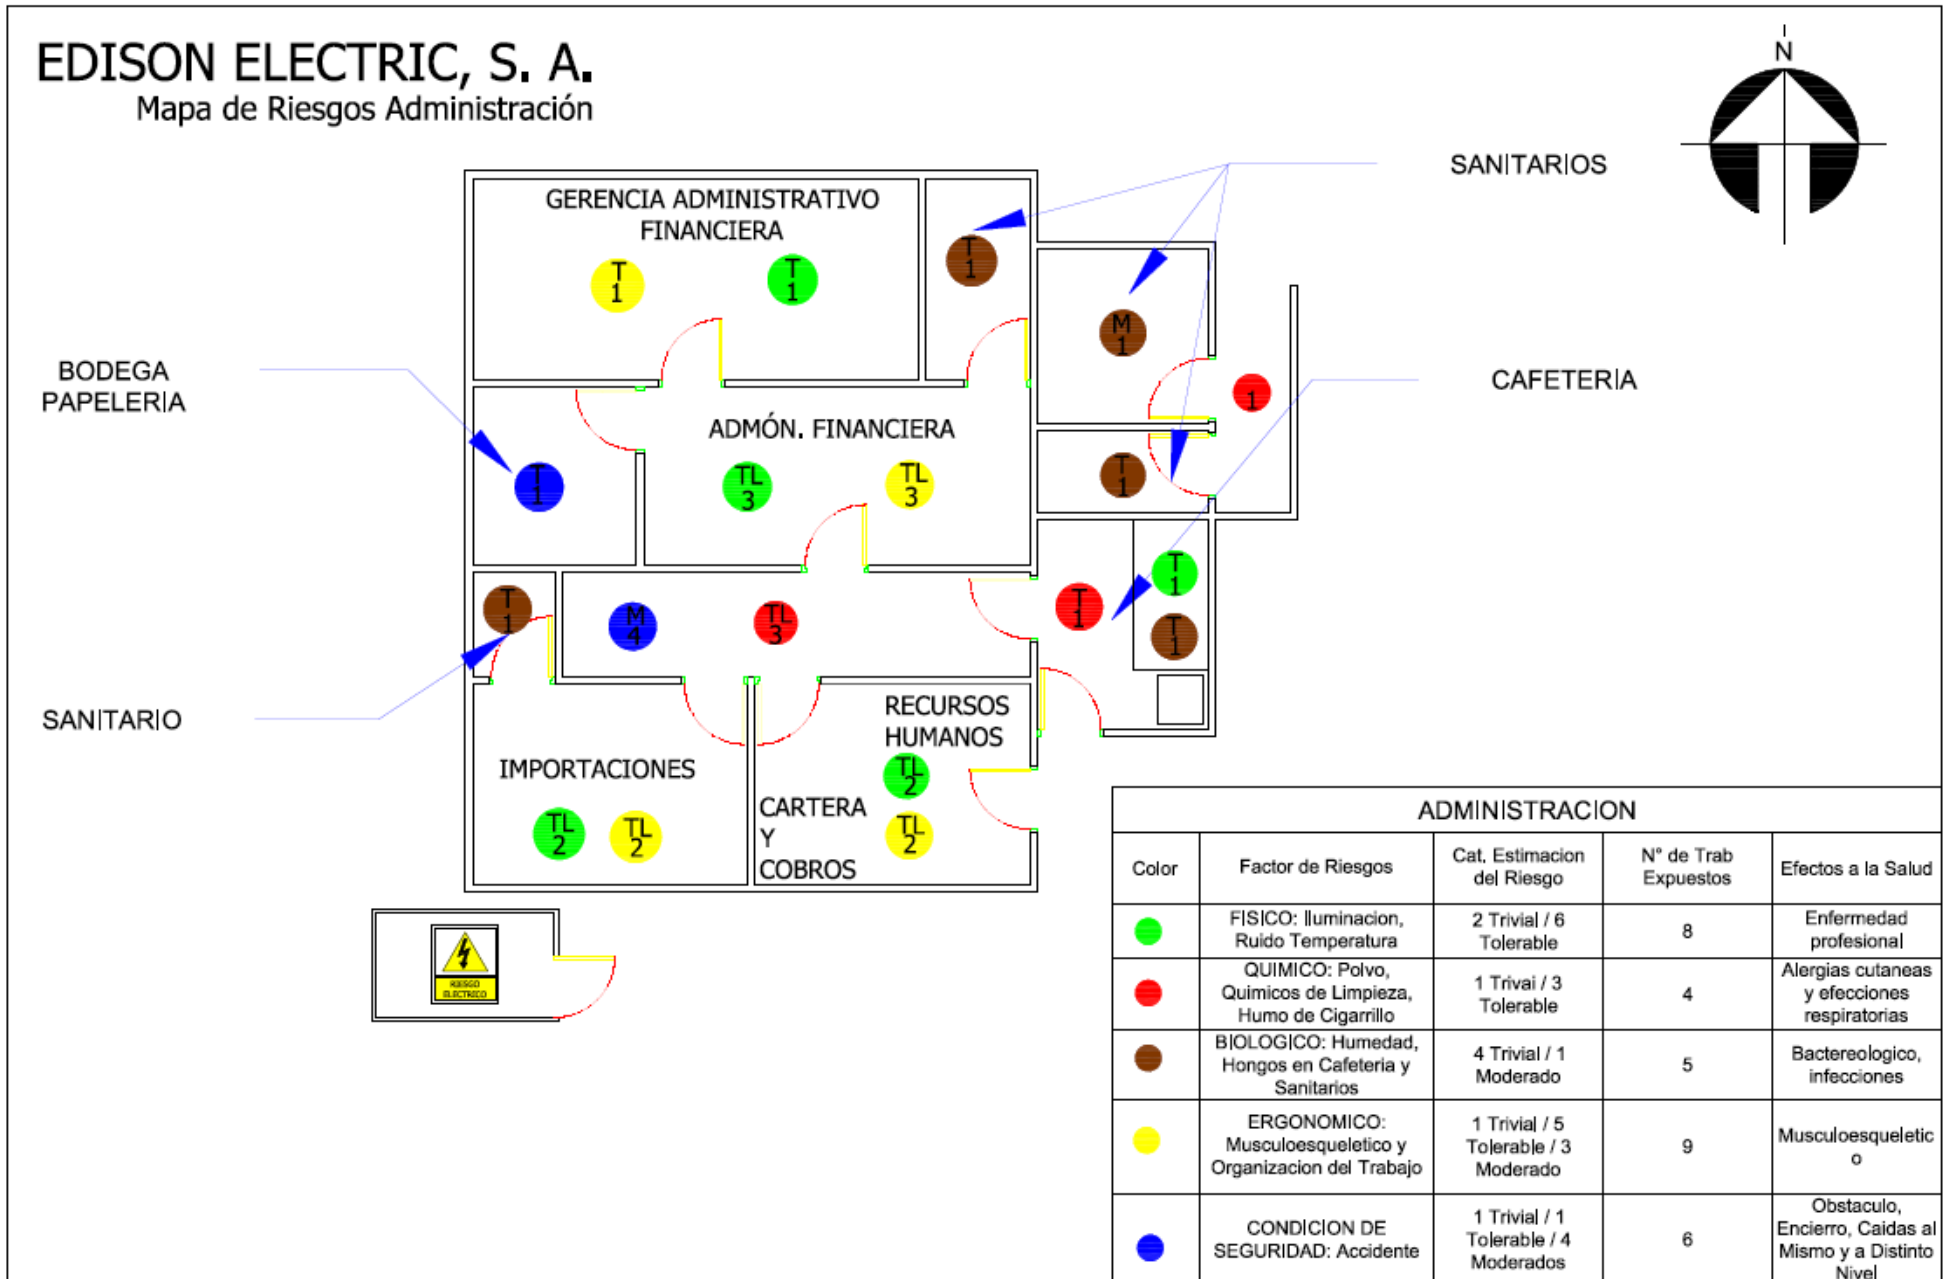 EDISON ELECTRIC, S. A.
Mapa de Riesgos Administración
N
SANITARIOS
GERENCIA ADMINISTRATIVO
FINANCIERA
T
1
T
1
T
1
M
1
BODEGA
PAPELERIA
CAFETERIA
1
ADMÓN. FINANCIERA
T
1
TL
3
TL
3
T
1
T
1
M
4
TL
3
T
1
T
1
T
1
SANITARIO
RECURSOS
HUMANOS
IMPORTACIONES
TL
2
CARTERA
Y
COBROS
TL
2
TL
2
TL
2
RIESGO
ELECTRICO
ADMINISTRACION
Color
Factor de Riesgos
Cat. Estimacion
del Riesgo
N° de Trab
Expuestos
Efectos a la Salud
FISICO: Iluminacion,
Ruido Temperatura
2 Trivial / 6
Tolerable
8
Enfermedad
profesional
QUIMICO: Polvo,
Quimicos de Limpieza,
Humo de Cigarrillo
1 Trivai / 3
Tolerable
4
Alergias cutaneas
y efecciones
respiratorias
BIOLOGICO: Humedad,
Hongos en Cafeteria y
Sanitarios
4 Trivial / 1
Moderado
5
Bactereologico,
infecciones
ERGONOMICO:
Musculoesqueletico y
Organizacion del Trabajo
1 Trivial / 5
Tolerable / 3
Moderado
9
Musculoesqueletic
o
CONDICION DE
SEGURIDAD: Accidente
1 Trivial / 1
Tolerable / 4
Moderados
6
Obstaculo,
Encierro, Caidas al
Mismo y a Distinto
Nivel